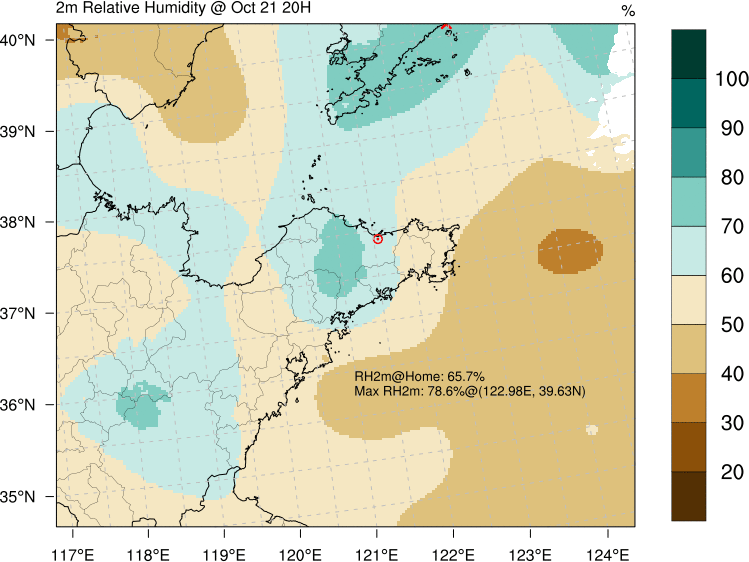 2m Relative Humidity @ Oct 21 20H
%
40°N
39°N
38°N
37°N
36°N
35°N
RH2m@Home: 65.7%
Max RH2m: 78.6%@(122.98E, 39.63N)
117°E 118°E 119°E 120°E 121°E 122°E 123°E 124°E
100
90
80
70
60
50
40
30
20